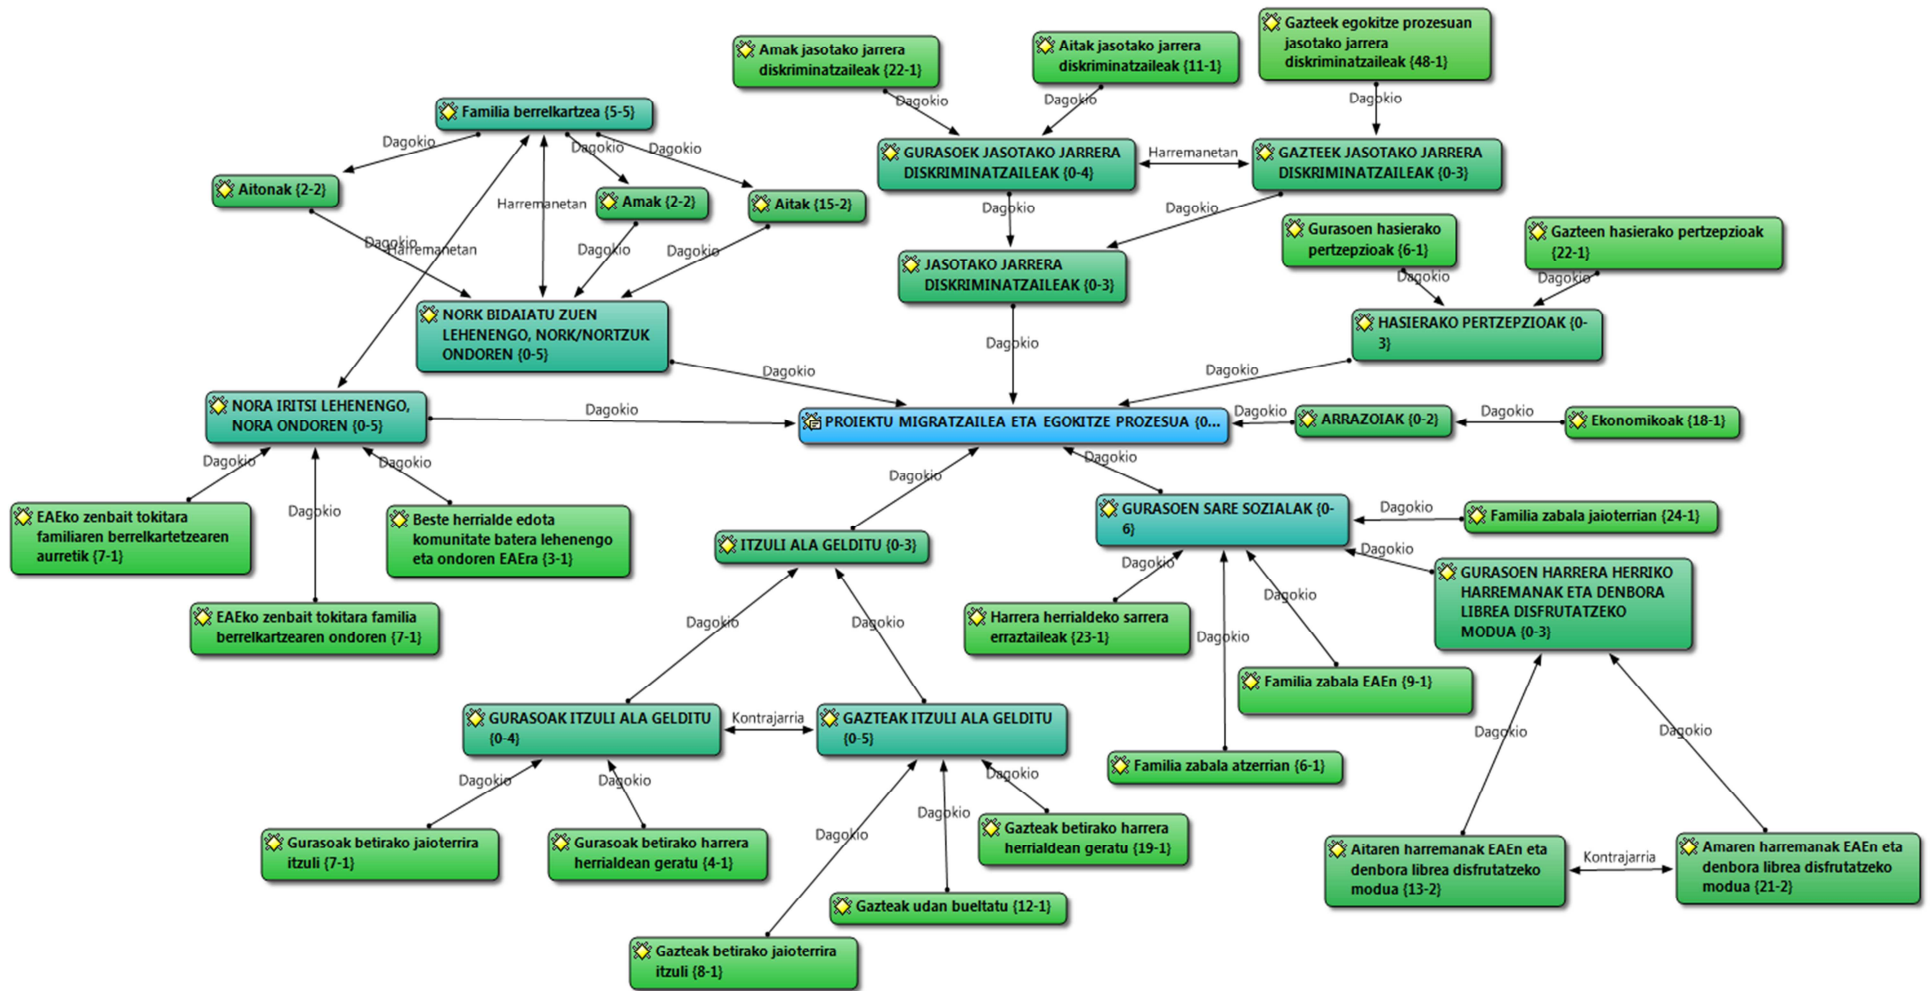 Gazteek egokitze prozesuan
jasotako jarrera
diskriminatzaileak {48-1}
Amak jasotako jarrera
diskriminatzaileak {22-1}
Aitak jasotako jarrera
diskriminatzaileak {11-1}
Dagokio
Dagokio
Dagokio
Familia berrelkartzea {5-5}
Dagokio
Dagokio
Dagokio
GURASOEK JASOTAKO JARRERA
DISKRIMINATZAILEAK {0-4}
Harremanetan
GAZTEEK JASOTAKO JARRERA
DISKRIMINATZAILEAK {0-3}
Aitonak {2-2}
Harremanetan
Amak {2-2}
Aitak {15-2}
Dagokio
Dagokio
Gurasoen hasierako
pertzepzioak {6-1}
Gazteen hasierako pertzepzioak
{22-1}
Dagokio
Harremanetan
Dagokio
Dagokio
JASOTAKO JARRERA
DISKRIMINATZAILEAK {0-3}
Dagokio
Dagokio
NORK BIDAIATU ZUEN
LEHENENGO, NORK/NORTZUK
ONDOREN {0-5}
HASIERAKO PERTZEPZIOAK {0-
3}
Dagokio
Dagokio
Dagokio
NORA IRITSI LEHENENGO,
NORA ONDOREN {0-5}
Dagokio
PROIEKTU MIGRATZAILEA ETA EGOKITZE PROZESUA {0...
Dagokio
ARRAZOIAK {0-2}
Dagokio
Ekonomikoak {18-1}
Dagokio
Dagokio
Dagokio
Dagokio
Dagokio
EAEko zenbait tokitara
familiaren berrelkartetzearen
aurretik {7-1}
Beste herrialde edota
komunitate batera lehenengo
eta ondoren EAEra {3-1}
GURASOEN SARE SOZIALAK {0-
6}
Dagokio
Familia zabala jaioterrian {24-1}
ITZULI ALA GELDITU {0-3}
Dagokio
Dagokio
GURASOEN HARRERA HERRIKO
HARREMANAK ETA DENBORA
LIBREA DISFRUTATZEKO
MODUA {0-3}
EAEko zenbait tokitara familia
berrelkartzearen ondoren {7-1}
Dagokio
Dagokio
Dagokio
Harrera herrialdeko sarrera
erraztaileak {23-1}
Dagokio
Familia zabala EAEn {9-1}
GURASOAK ITZULI ALA GELDITU
{0-4}
Kontrajarria
GAZTEAK ITZULI ALA GELDITU
{0-5}
Dagokio
Dagokio
Familia zabala atzerrian {6-1}
Dagokio
Dagokio
Dagokio
Dagokio
Dagokio
Gurasoak betirako jaioterrira
itzuli {7-1}
Gurasoak betirako harrera
herrialdean geratu {4-1}
Gazteak betirako harrera
herrialdean geratu {19-1}
Aitaren harremanak EAEn eta
denbora librea disfrutatzeko
modua {13-2}
Kontrajarria
Amaren harremanak EAEn eta
denbora librea disfrutatzeko
modua {21-2}
Gazteak udan bueltatu {12-1}
Gazteak betirako jaioterrira
itzuli {8-1}